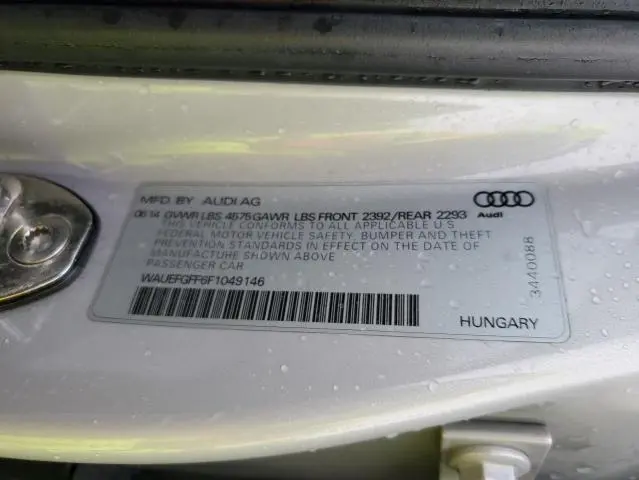 MFD BY AUDI AG
06 14 GVWR LBS 4575 GAWR LBS FRONT 2392/REAR 2293
Audi
THIS VEHICLE CONFORMS TO ALL APPLICABLE U S
FEDERAL MOTOR VEHICLE SAFETY, BUMPER AND THEFT
PREVENTION STANDARDS IN EFFECT ON THE DATE OF
MANUFACTURE SHOWN ABOVE
PASSENGER CAR
WAUEFGFF6F1049146
HUNGARY
3440088